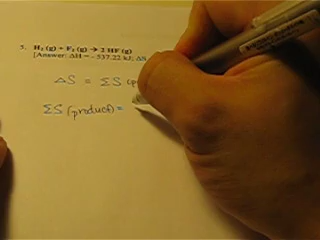 5. H₂ (g) + F₂ (g) → 2 HF (g)
[Answer: ΔH = - 537.22 kJ; ΔS
ΔS = ΣS (p
ΣS (product) =